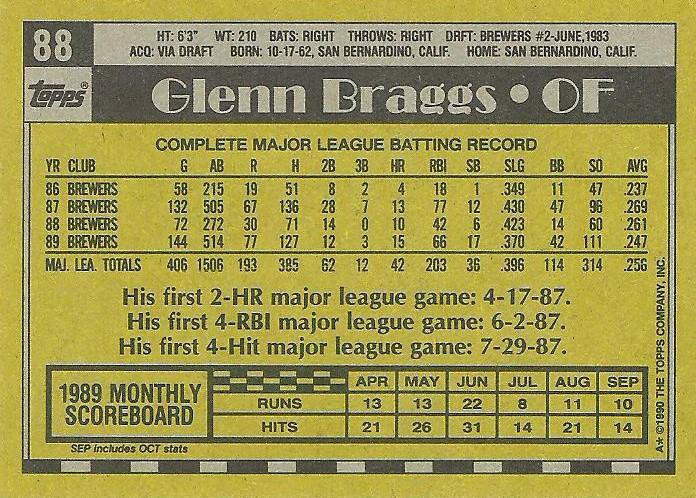 88
HT: 6'3" WT: 210 BATS: RIGHT THROWS: RIGHT DRFT: BREWERS #2-JUNE,1983
ACQ: VIA DRAFT BORN: 10-17-62, SAN BERNARDINO, CALIF. HOME: SAN BERNARDINO, CALIF.
TOPPS® Glenn Braggs • OF
COMPLETE MAJOR LEAGUE BATTING RECORD
YR CLUB G AB R H 2B 3B HR RBI SB SLG BB SO AVG
86 BREWERS 58 215 19 51 8 2 4 18 1 .349 11 47 .237
87 BREWERS 132 505 67 136 28 7 13 77 12 .430 47 96 .269
88 BREWERS 72 272 30 71 14 0 10 42 6 .423 14 60 .261
89 BREWERS 144 514 77 127 12 3 15 66 17 .370 42 111 .247
MAJ. LEA. TOTALS 406 1506 193 385 62 12 42 203 36 .396 114 314 .256
His first 2-HR major league game: 4-17-87.
His first 4-RBI major league game: 6-2-87.
His first 4-Hit major league game: 7-29-87.
1989 MONTHLY SCOREBOARD
APR MAY JUN JUL AUG SEP
RUNS 13 13 22 8 11 10
HITS 21 26 31 14 21 14
SEP includes OCT stats
A* ©1990 THE TOPPS COMPANY, INC.